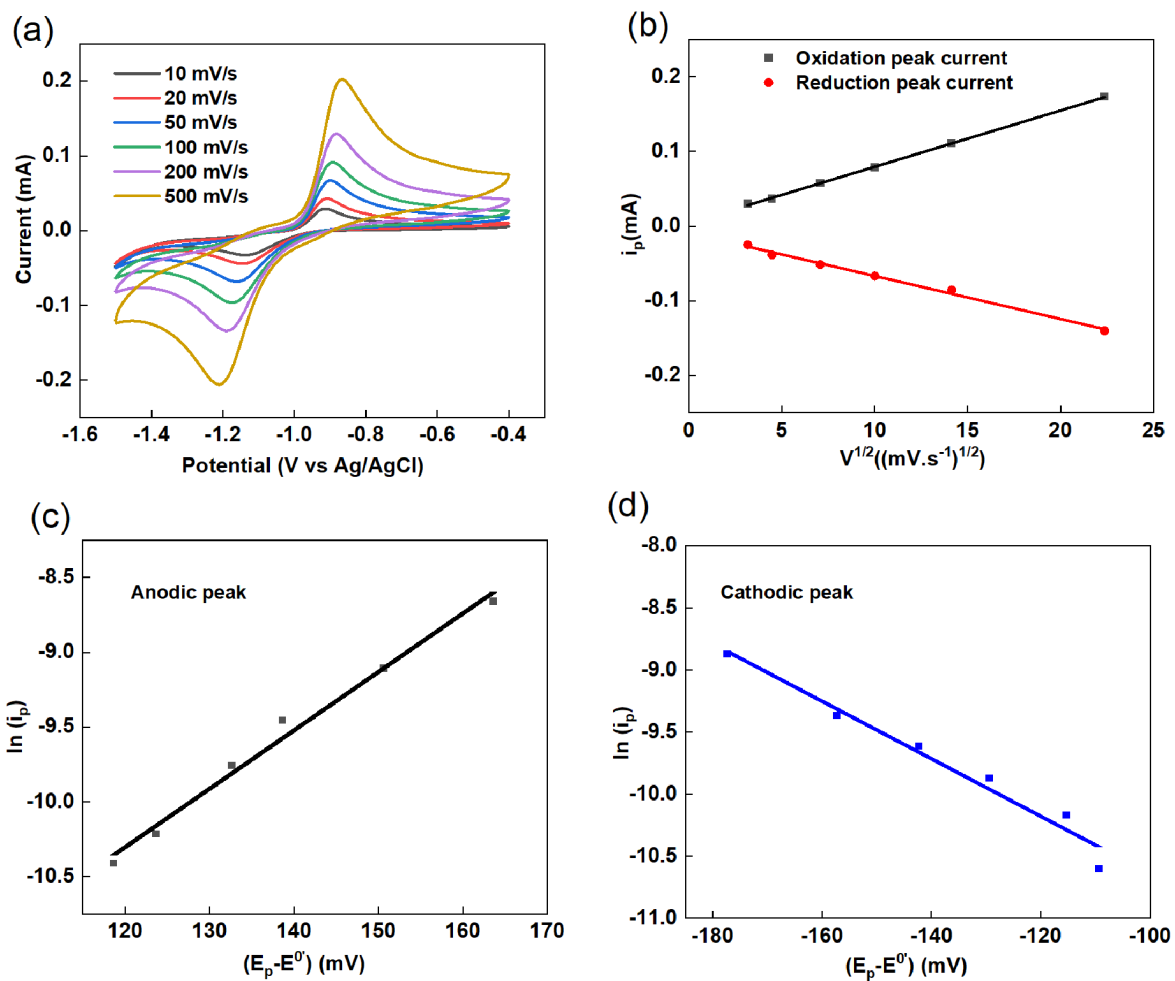 (a)
10 mV/s
20 mV/s
50 mV/s
100 mV/s
200 mV/s
500 mV/s
0.2
0.1
0.0
-0.1
-0.2
Current (mA)
-1.6
-1.4
-1.2
-1.0
-0.8
-0.6
-0.4
Potential (V vs Ag/AgCl)
(b)
Oxidation peak current
Reduction peak current
0.2
0.1
0.0
-0.1
-0.2
iₚ(mA)
0
5
10
15
20
25
V¹ᐟ²((mV.s⁻¹)¹ᐟ²)
(c)
Anodic peak
-8.5
-9.0
-9.5
-10.0
-10.5
ln (iₚ)
120
130
140
150
160
170
(Eₚ-E⁰') (mV)
(d)
Cathodic peak
-8.0
-8.5
-9.0
-9.5
-10.0
-10.5
-11.0
ln (iₚ)
-180
-160
-140
-120
-100
(Eₚ-E⁰') (mV)